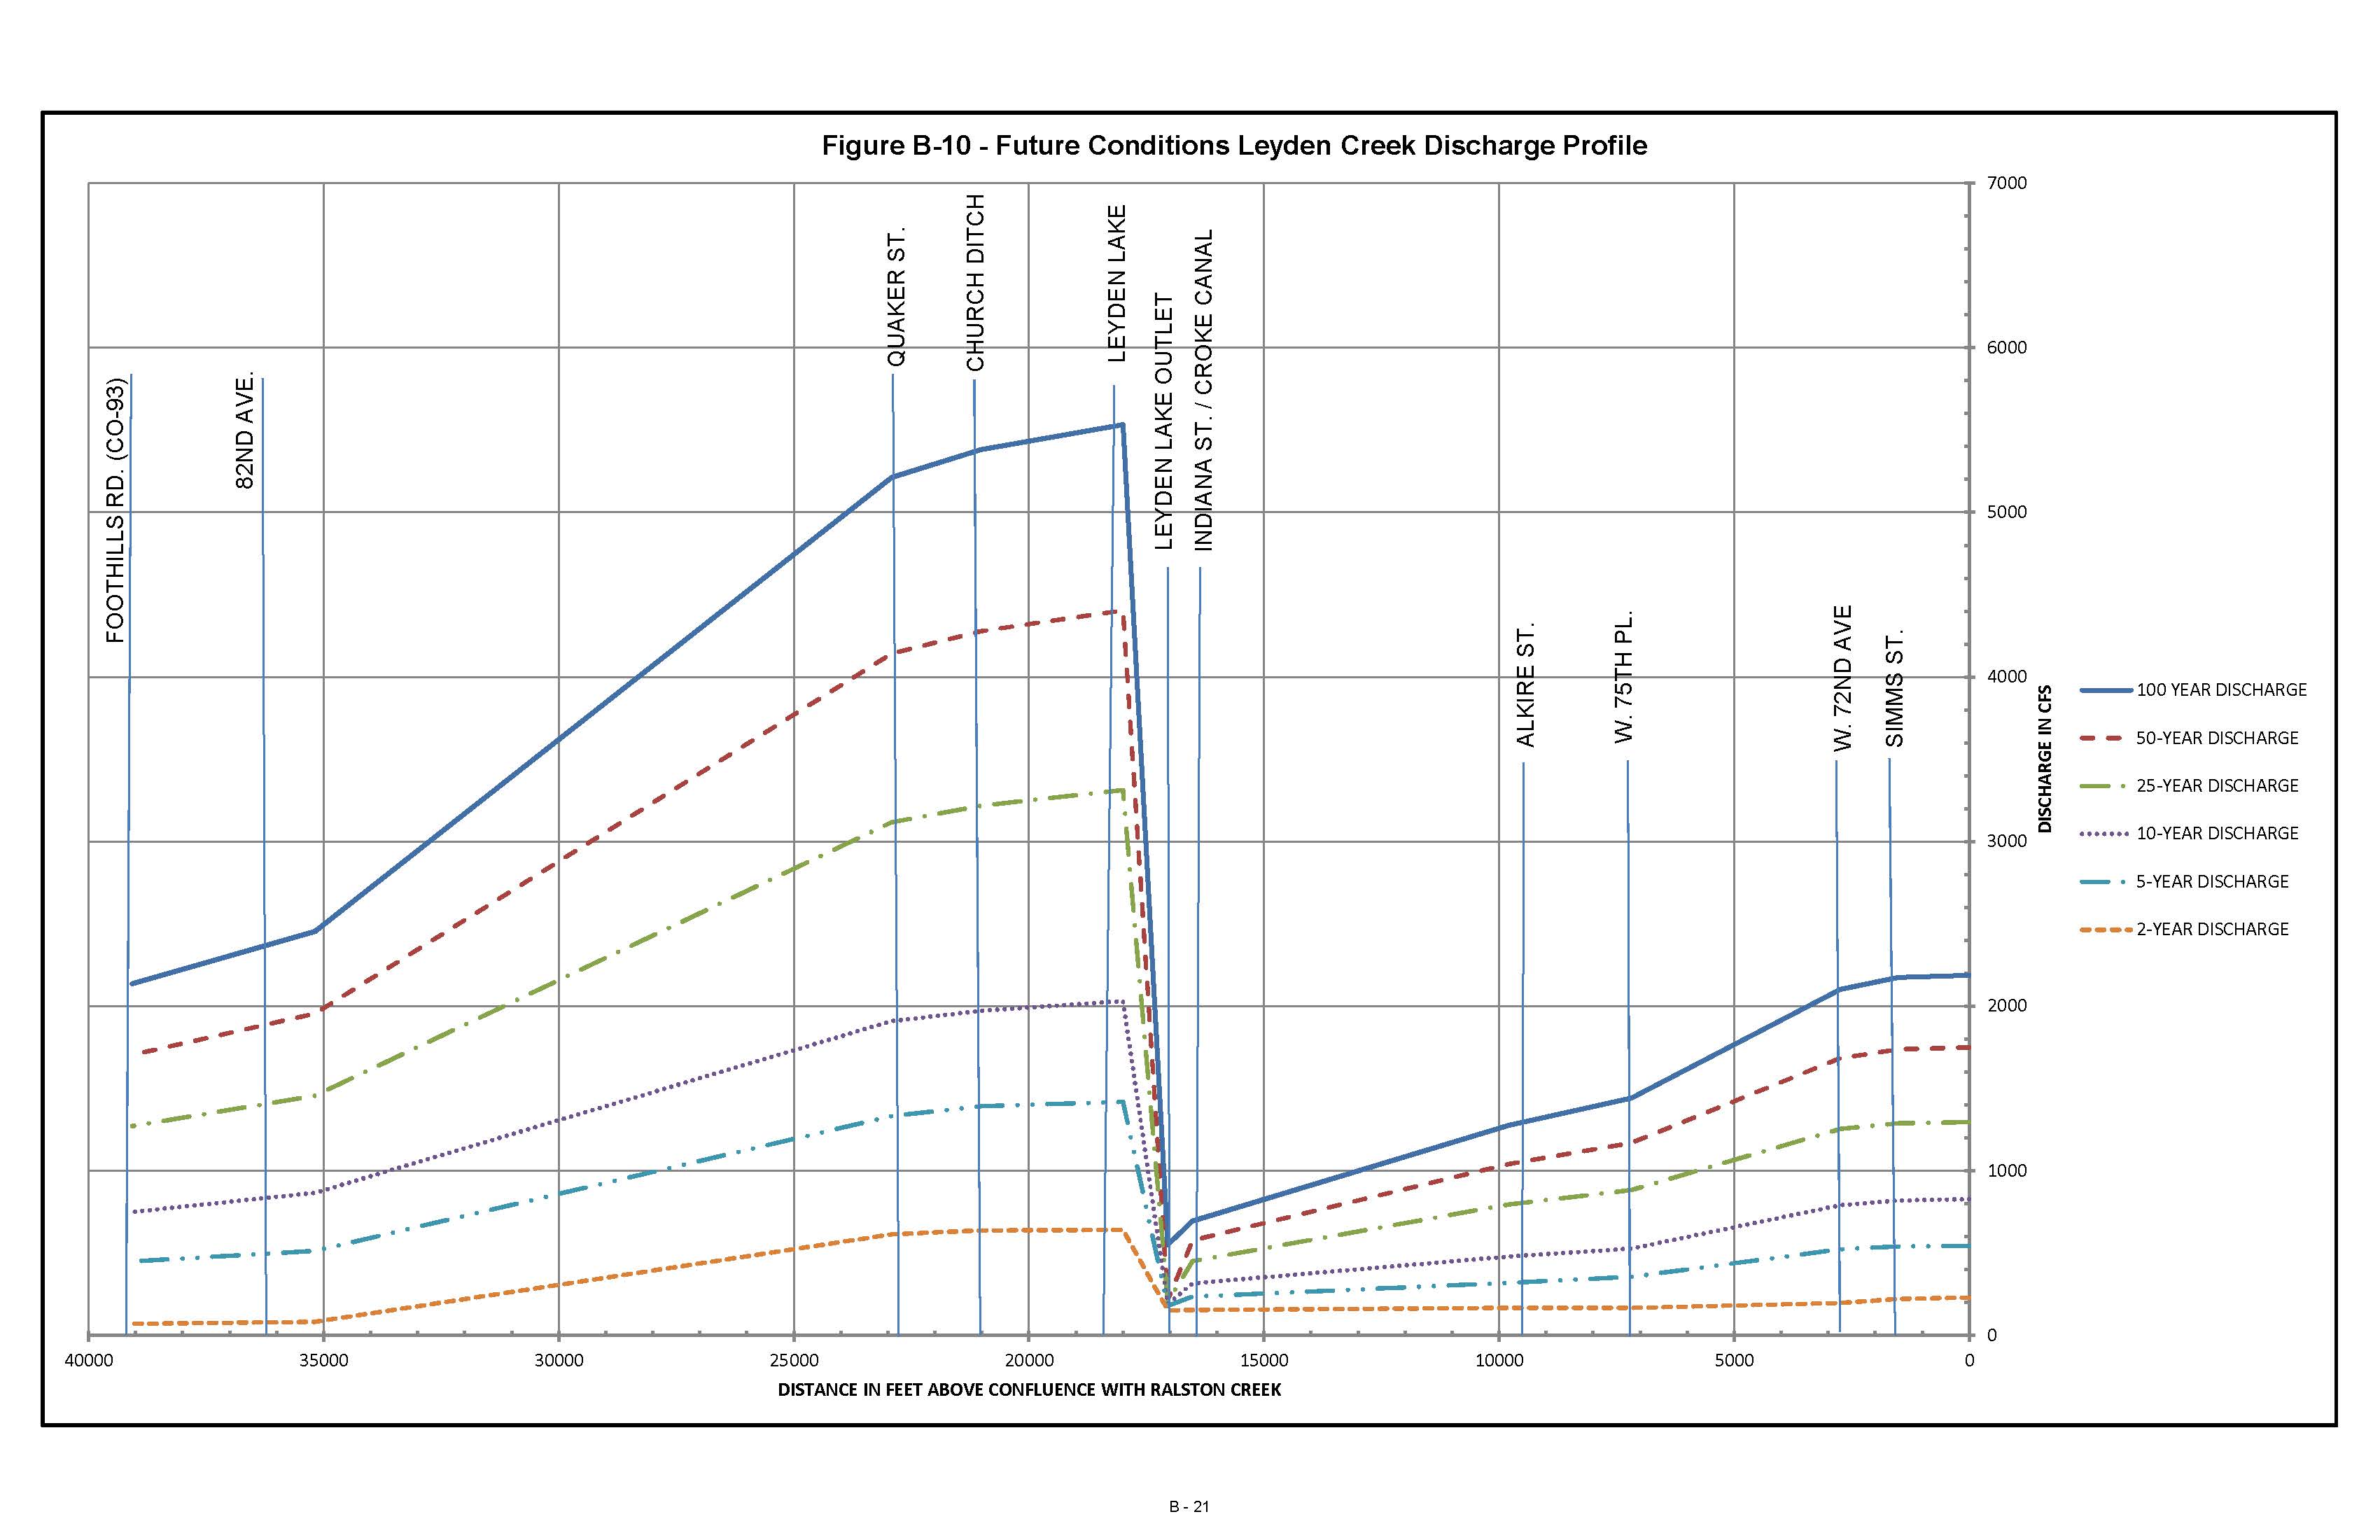 Figure B-10 - Future Conditions Leyden Creek Discharge Profile
FOOTHILLS RD. (CO-93)
82ND AVE.
QUAKER ST.
CHURCH DITCH
LEYDEN LAKE
LEYDEN LAKE OUTLET
INDIANA ST. / CROKE CANAL
ALKIRE ST.
W. 75TH PL.
W. 72ND AVE
SIMMS ST.
7000
6000
5000
4000
3000
2000
1000
0
DISCHARGE IN CFS
100 YEAR DISCHARGE
50-YEAR DISCHARGE
25-YEAR DISCHARGE
10-YEAR DISCHARGE
5-YEAR DISCHARGE
2-YEAR DISCHARGE
40000 35000 30000 25000 20000 15000 10000 5000 0
DISTANCE IN FEET ABOVE CONFLUENCE WITH RALSTON CREEK
B - 21